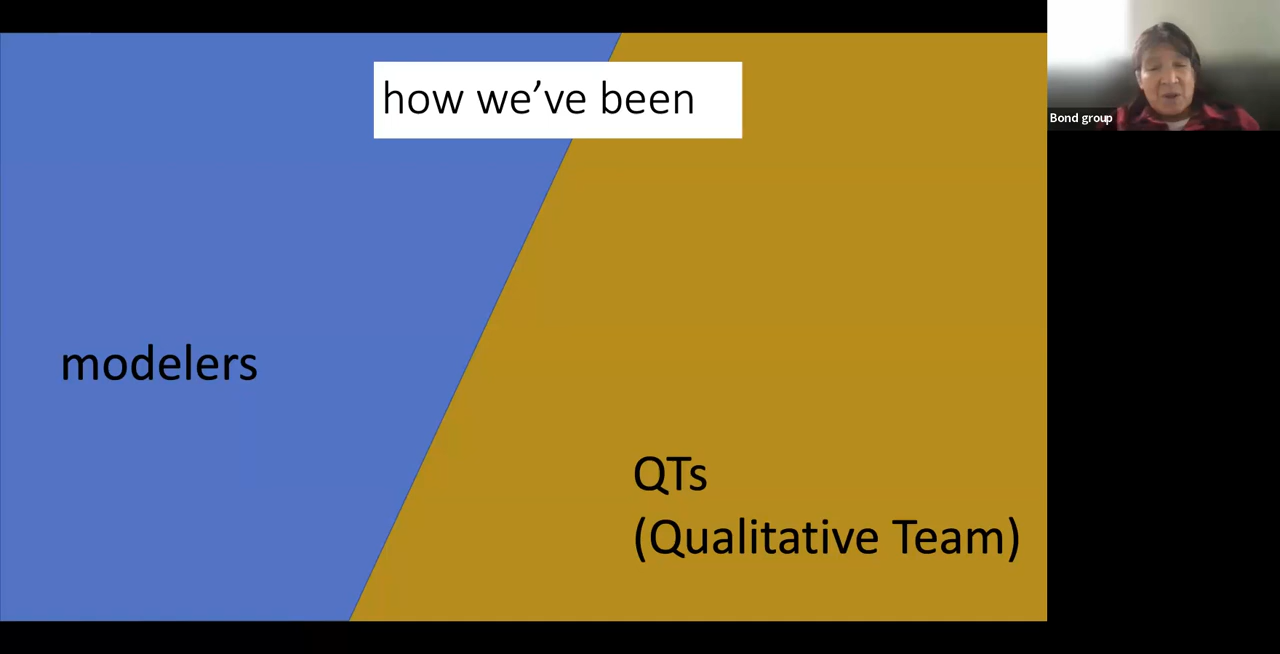 how we’ve been
modelers
QTs
(Qualitative Team)
Bond group